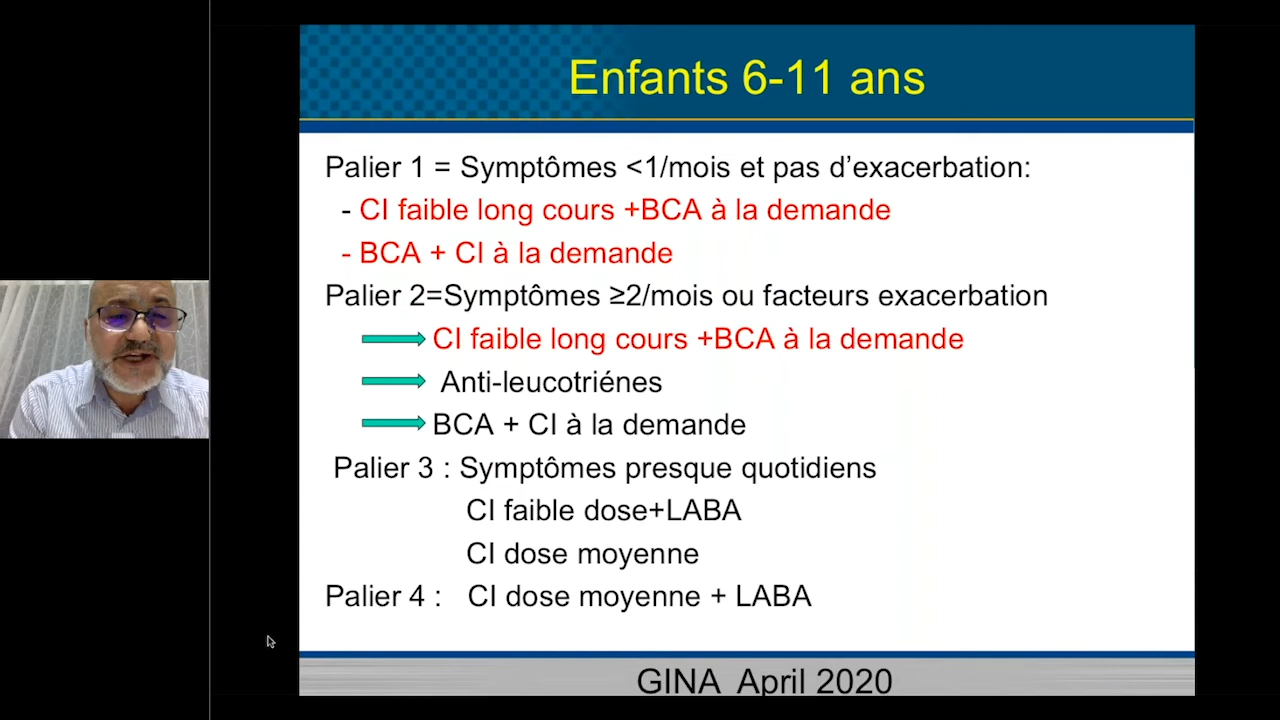 Enfants 6-11 ans
Palier 1 = Symptômes <1/mois et pas d’exacerbation:
- CI faible long cours +BCA à la demande
- BCA + CI à la demande
Palier 2=Symptômes ≥2/mois ou facteurs exacerbation
CI faible long cours +BCA à la demande
Anti-leucotriénes
BCA + CI à la demande
Palier 3 : Symptômes presque quotidiens
CI faible dose+LABA
CI dose moyenne
Palier 4 : CI dose moyenne + LABA
GINA April 2020